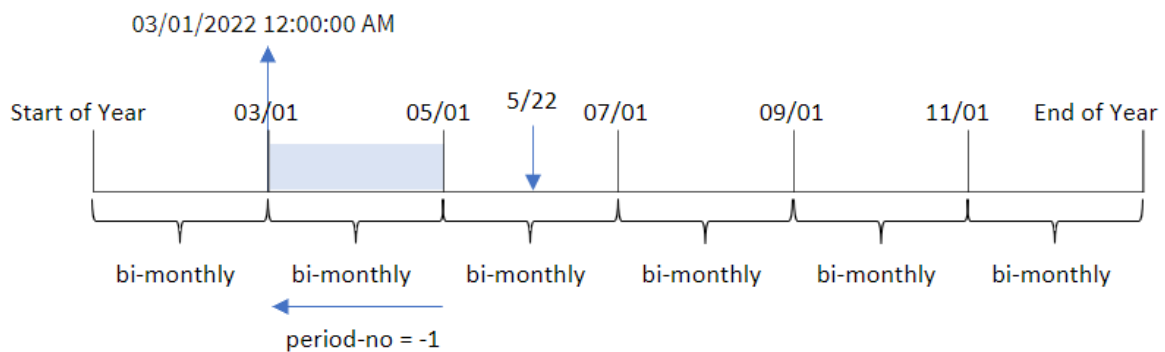 03/01/2022 12:00:00 AM
Start of Year 03/01 05/01 5/22 07/01 09/01 11/01 End of Year
bi-monthly bi-monthly bi-monthly bi-monthly bi-monthly bi-monthly
period-no = -1